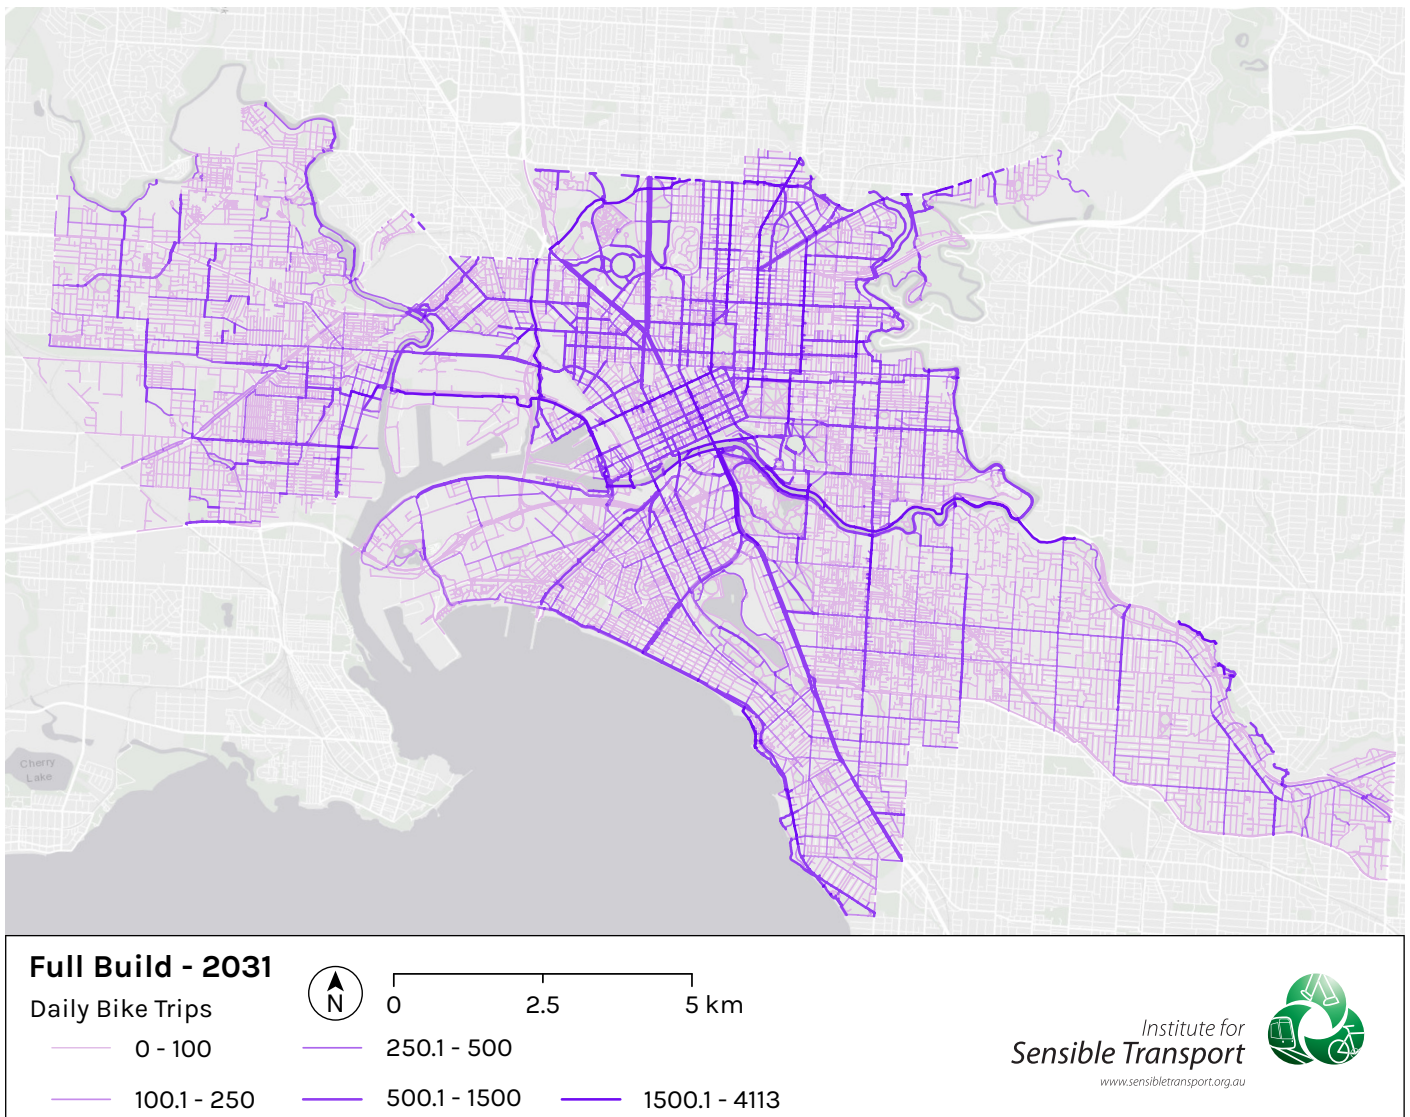 Cherry
Lake
Full Build - 2031
Daily Bike Trips
N
0 2.5 5 km
0 - 100
250.1 - 500
100.1 - 250
500.1 - 1500
1500.1 - 4113
Institute for
Sensible Transport
www.sensibletransport.org.au